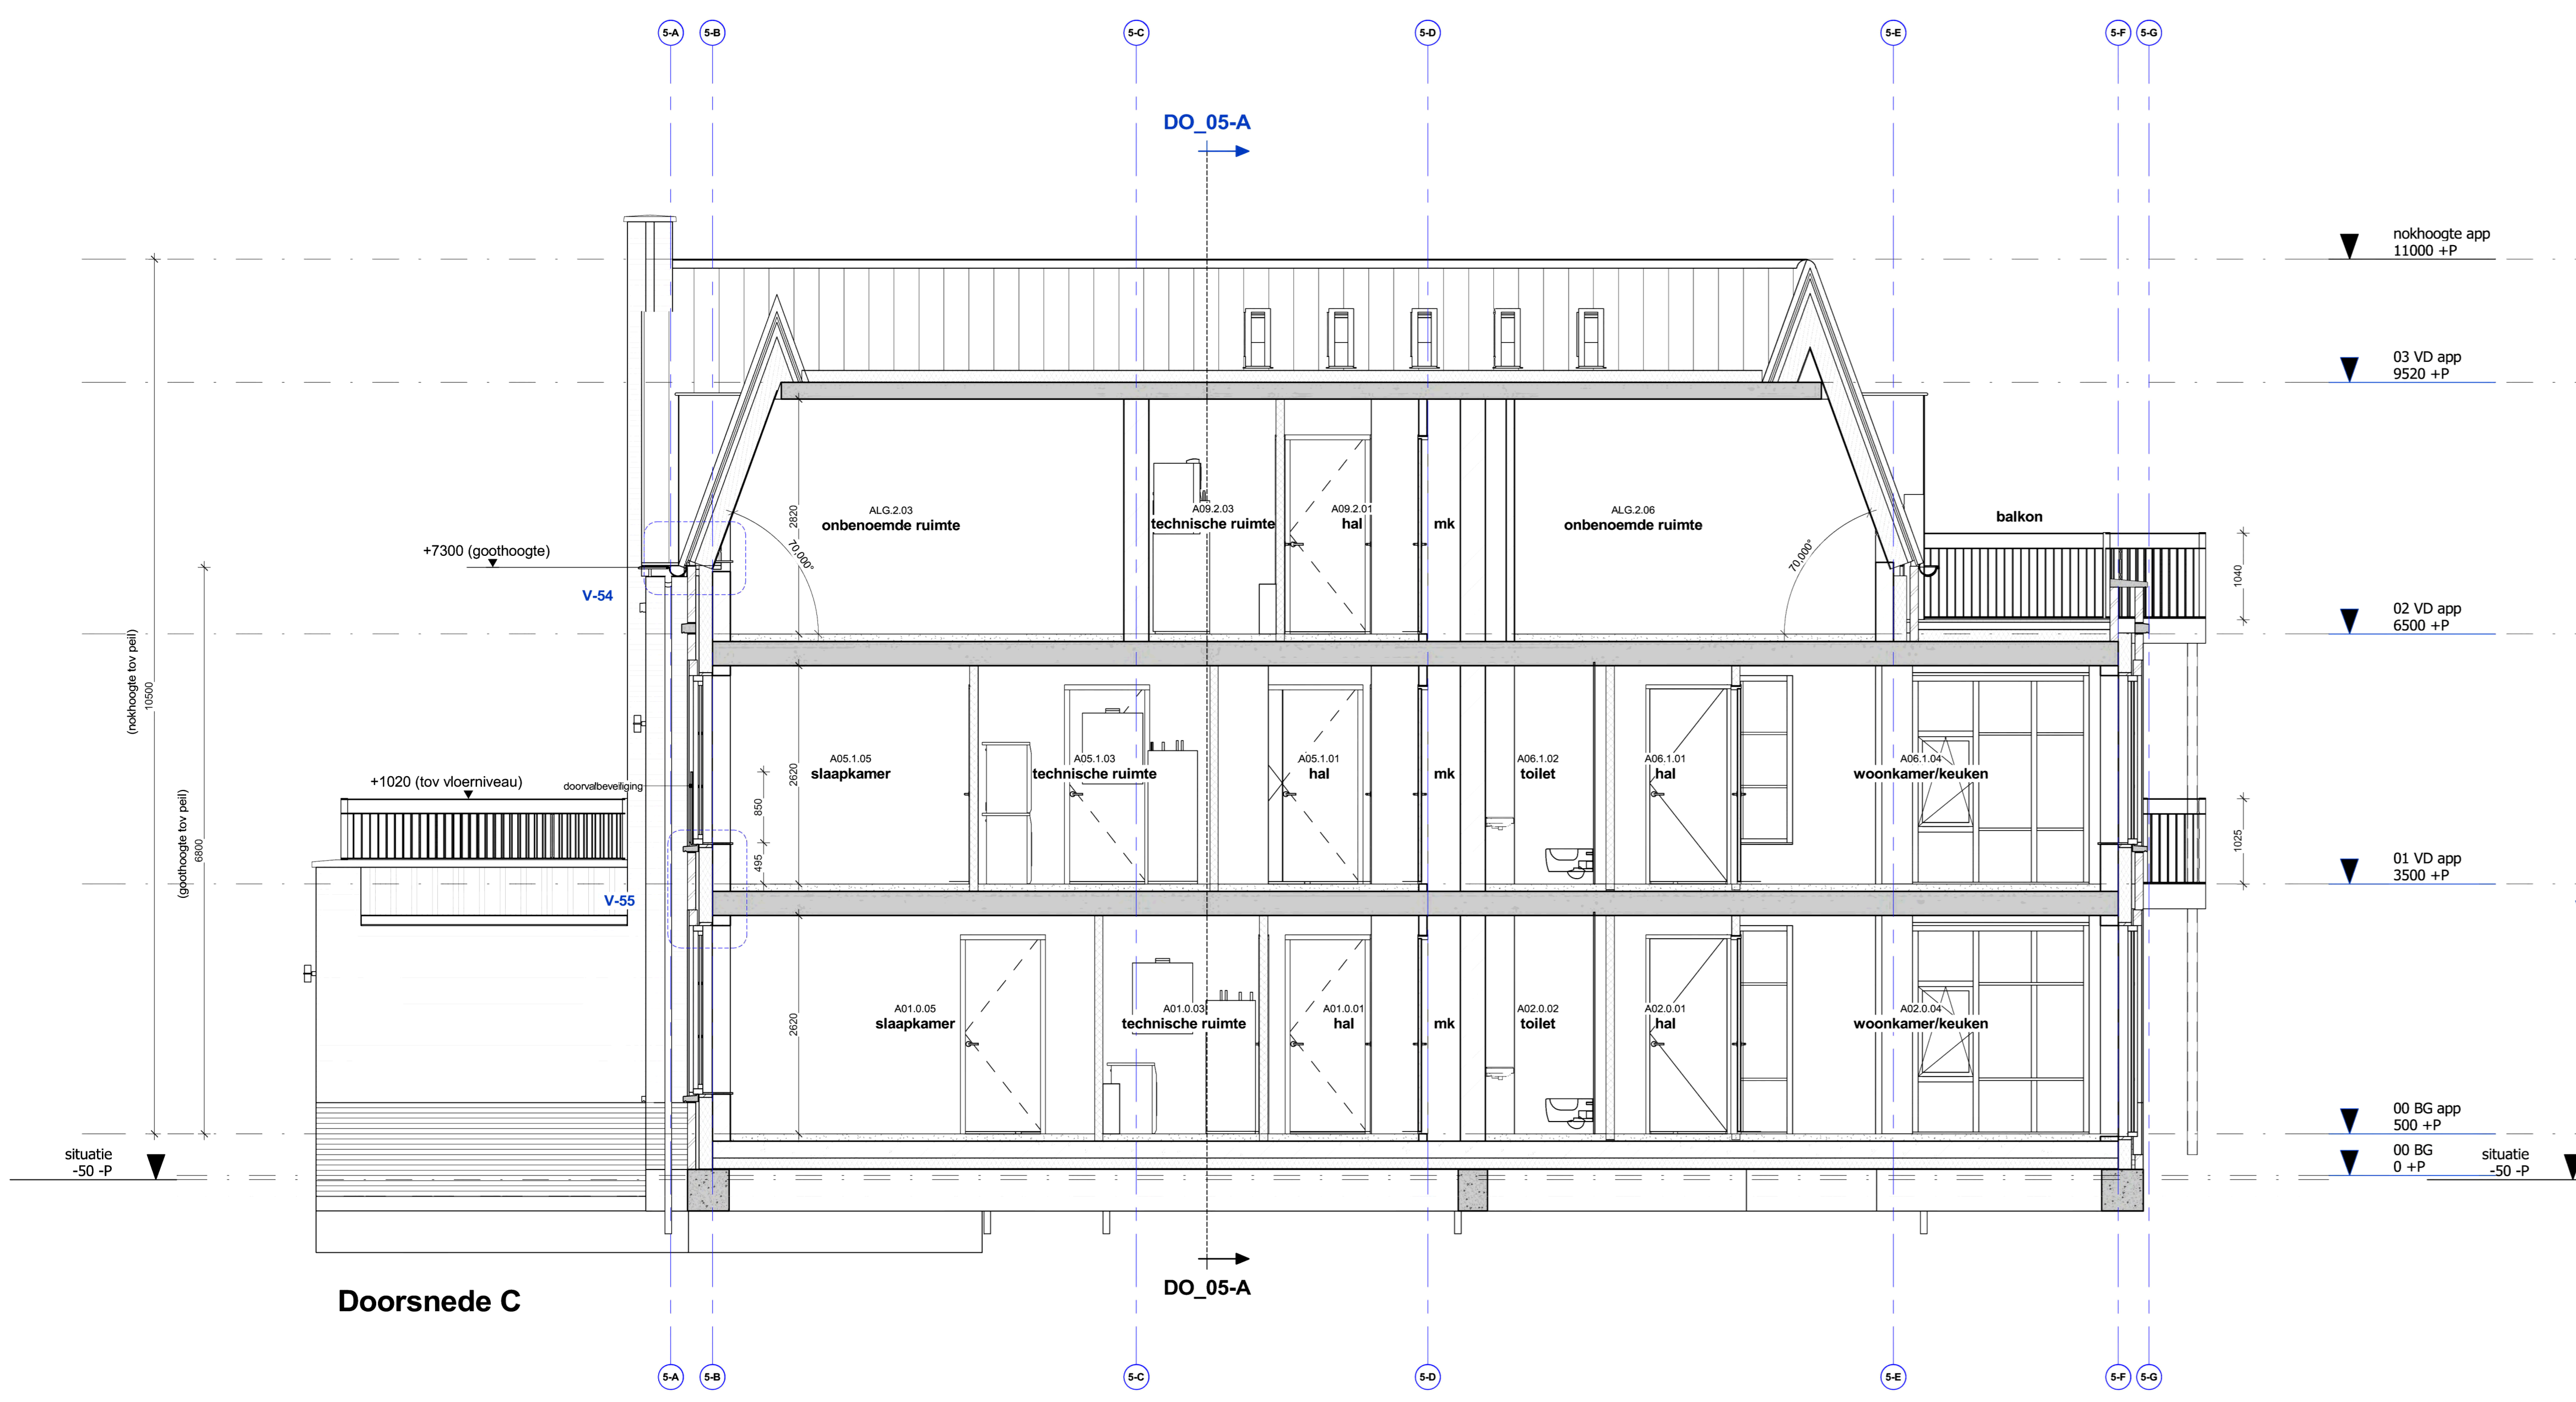 5-A 5-B 5-C 5-D 5-E 5-F 5-G
DO_05-A
nokhoogte app
11000 +P
03 VD app
9520 +P
ALG.2.03
onbenoemde ruimte
A09.2.03
technische ruimte
A09.2.01
hal
mk
ALG.2.06
onbenoemde ruimte
balkon
2820
70,000°
70,000°
+7300 (goothoogte)
V-54
1040
02 VD app
6500 +P
(nokhoogte tov peil)
10500
(goothoogte tov peil)
6800
+1020 (tov vloerniveau)
doorvalbeveiliging
A05.1.05
slaapkamer
A05.1.03
technische ruimte
A05.1.01
hal
mk
A06.1.02
toilet
A06.1.01
hal
A06.1.04
woonkamer/keuken
2620
850
495
1025
01 VD app
3500 +P
V-55
A01.0.05
slaapkamer
A01.0.03
technische ruimte
A01.0.01
hal
mk
A02.0.02
toilet
A02.0.01
hal
A02.0.04
woonkamer/keuken
2620
00 BG app
500 +P
00 BG
0 +P
situatie
-50 -P
situatie
-50 -P
DO_05-A
Doorsnede C
5-A 5-B 5-C 5-D 5-E 5-F 5-G